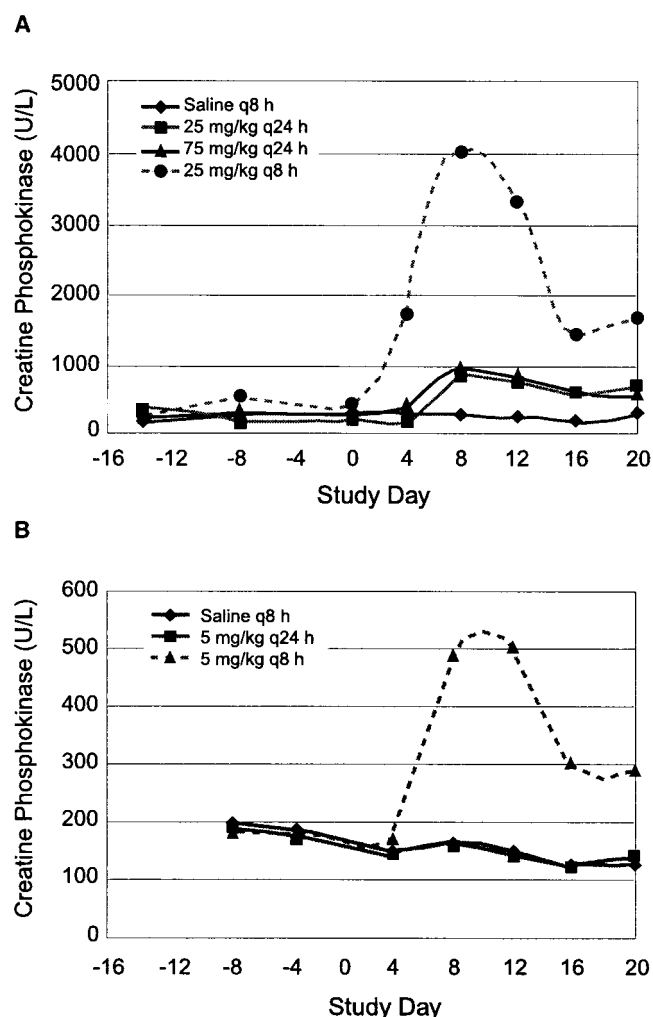 A
Creatine Phosphokinase (U/L)
5000
4000
3000
2000
1000
0
Saline q8 h
25 mg/kg q24 h
75 mg/kg q24 h
25 mg/kg q8 h
-16 -12 -8 -4 0 4 8 12 16 20
Study Day
B
Creatine Phosphokinase (U/L)
600
500
400
300
200
100
0
Saline q8 h
5 mg/kg q24 h
5 mg/kg q8 h
-16 -12 -8 -4 0 4 8 12 16 20
Study Day